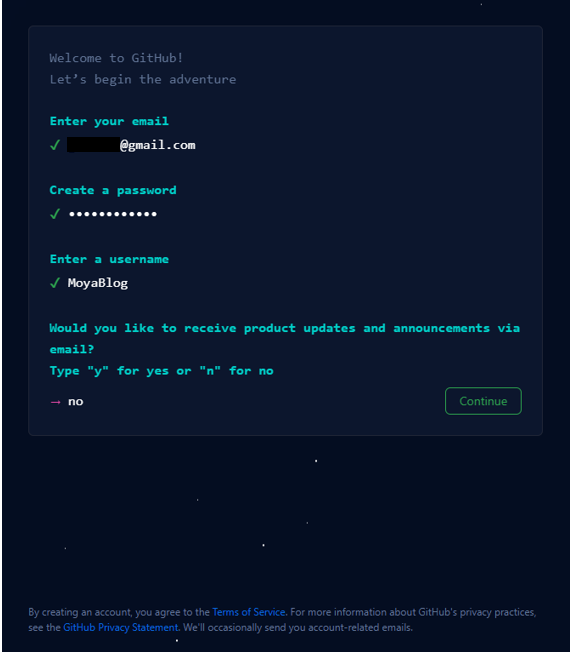 Welcome to GitHub!
Let’s begin the adventure
Enter your email
✓ @gmail.com
Create a password
✓ ••••••••••••
Enter a username
✓ MoyaBlog
Would you like to receive product updates and announcements via
email?
Type "y" for yes or "n" for no
→ no
Continue
By creating an account, you agree to the Terms of Service. For more information about GitHub's privacy practices,
see the GitHub Privacy Statement. We'll occasionally send you account-related emails.